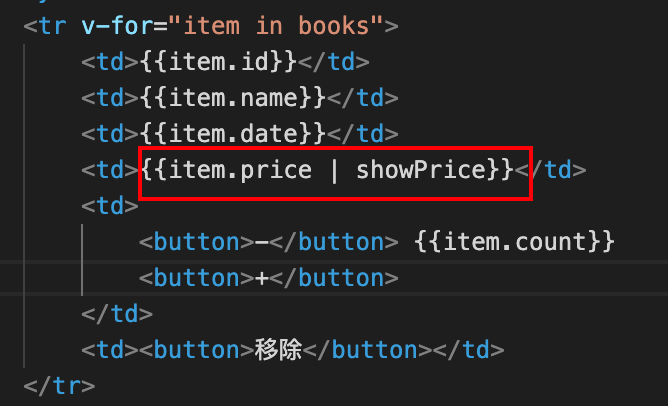 <tr v-for="item in books">
<td>{{item.id}}</td>
<td>{{item.name}}</td>
<td>{{item.date}}</td>
<td>{{item.price | showPrice}}</td>
<td>
<button>-</button> {{item.count}}
<button>+</button>
</td>
<td><button>移除</button></td>
</tr>